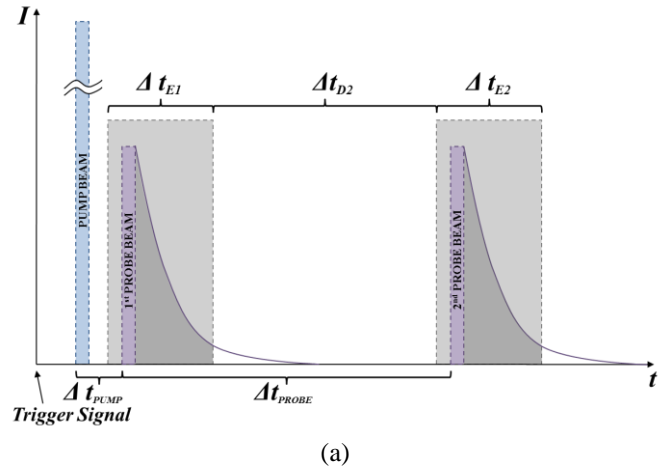 I
Δ t_E1
Δt_D2
Δ t_E2
PUMP BEAM
1st PROBE BEAM
2nd PROBE BEAM
t
Δ t_PUMP
Δt_PROBE
Trigger Signal
(a)